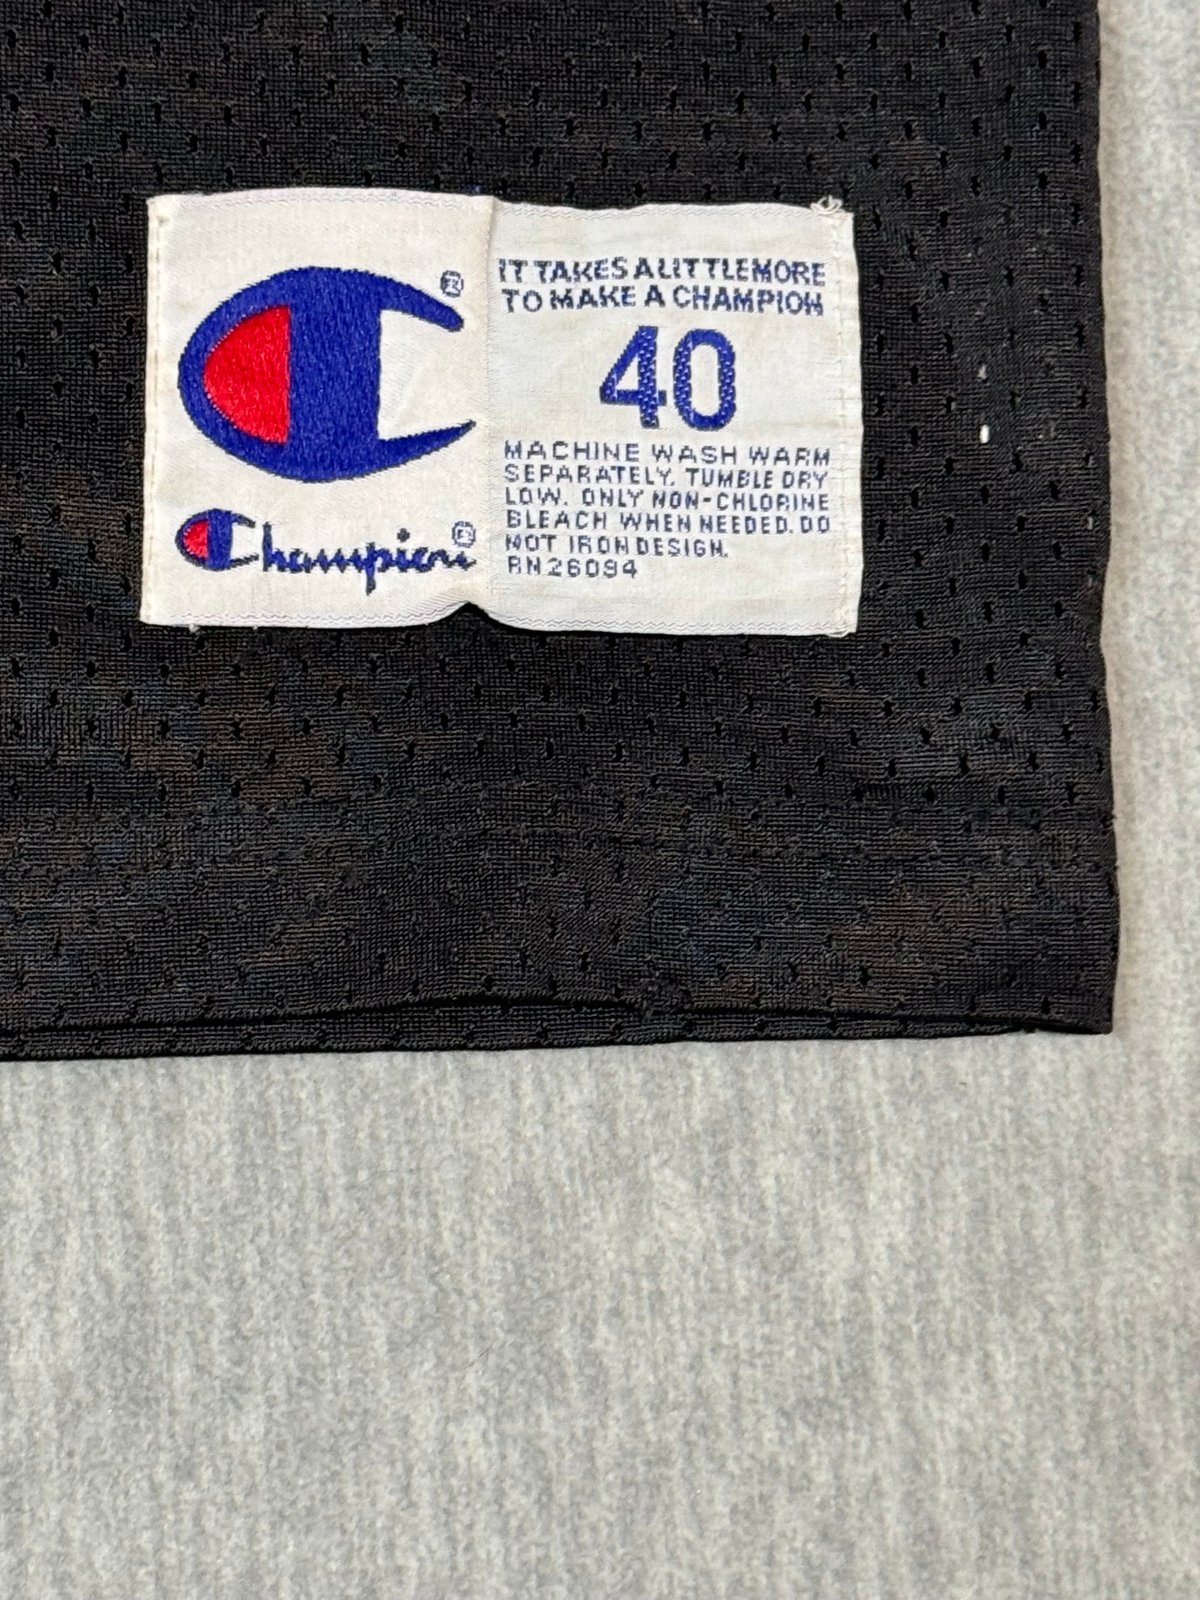 ®
Champion®
IT TAKES A LITTLE MORE
TO MAKE A CHAMPION
40
MACHINE WASH WARM
SEPARATELY. TUMBLE DRY
LOW. ONLY NON-CHLORINE
BLEACH WHEN NEEDED. DO
NOT IRON DESIGN.
RN 26094